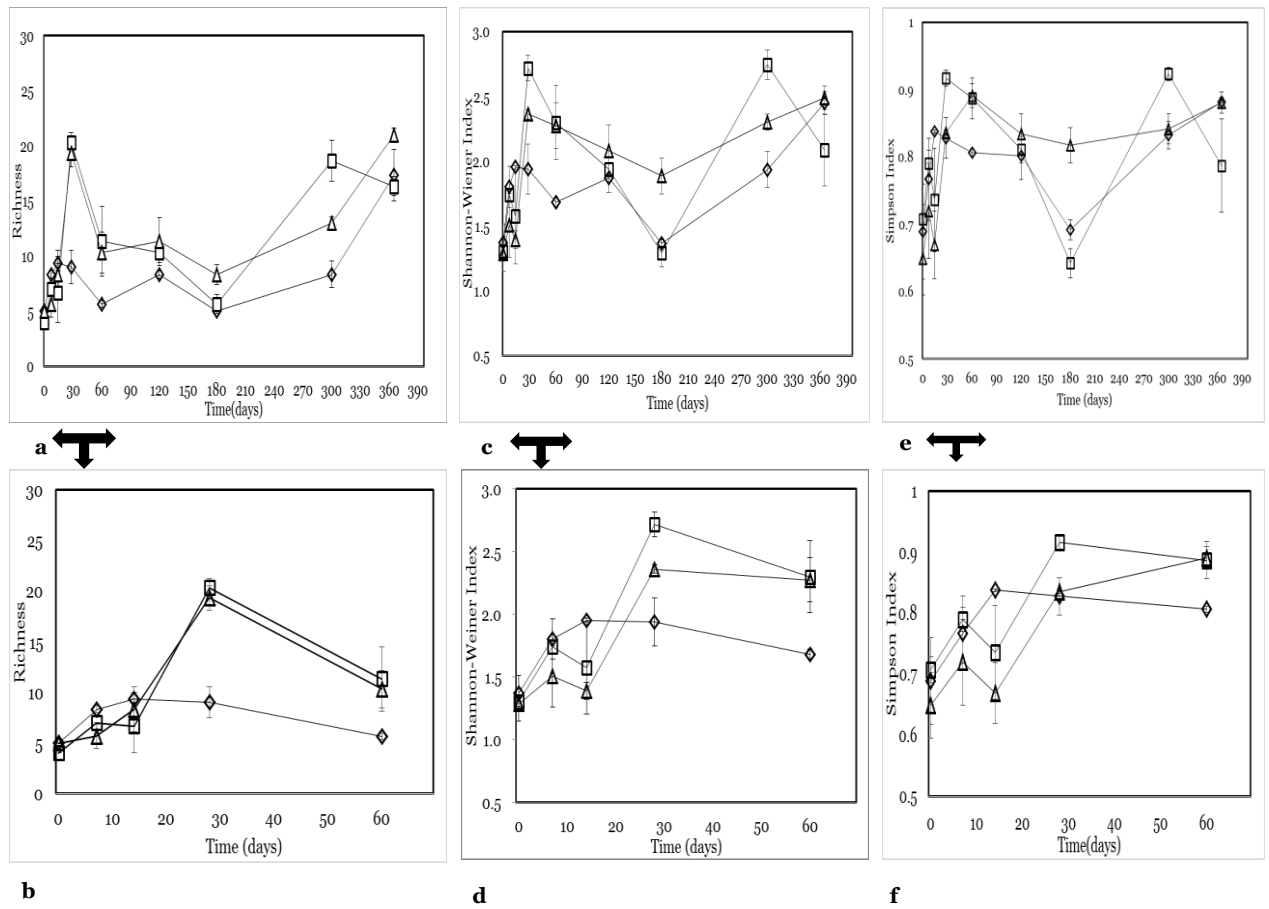 30
25
20
15
10
5
0
Richness
0 30 60 90 120 150 180 210 240 270 300 330 360 390
Time(days)
a
3.0
2.5
2.0
1.5
1.0
0.5
Shannon-Wiener Index
0 30 60 90 120 150 180 210 240 270 300 330 360 390
Time (days)
c
1
0.9
0.8
0.7
0.6
0.5
Simpson Index
0 30 60 90 120 150 180 210 240 270 300 330 360 390
Time (days)
e
30
25
20
15
10
5
0
Richness
0 10 20 30 40 50 60
Time (days)
b
3.0
2.5
2.0
1.5
1.0
0.5
Shannon-Weiner Index
0 10 20 30 40 50 60
Time (days)
d
1
0.9
0.8
0.7
0.6
0.5
Simpson Index
0 10 20 30 40 50 60
Time(days)
f